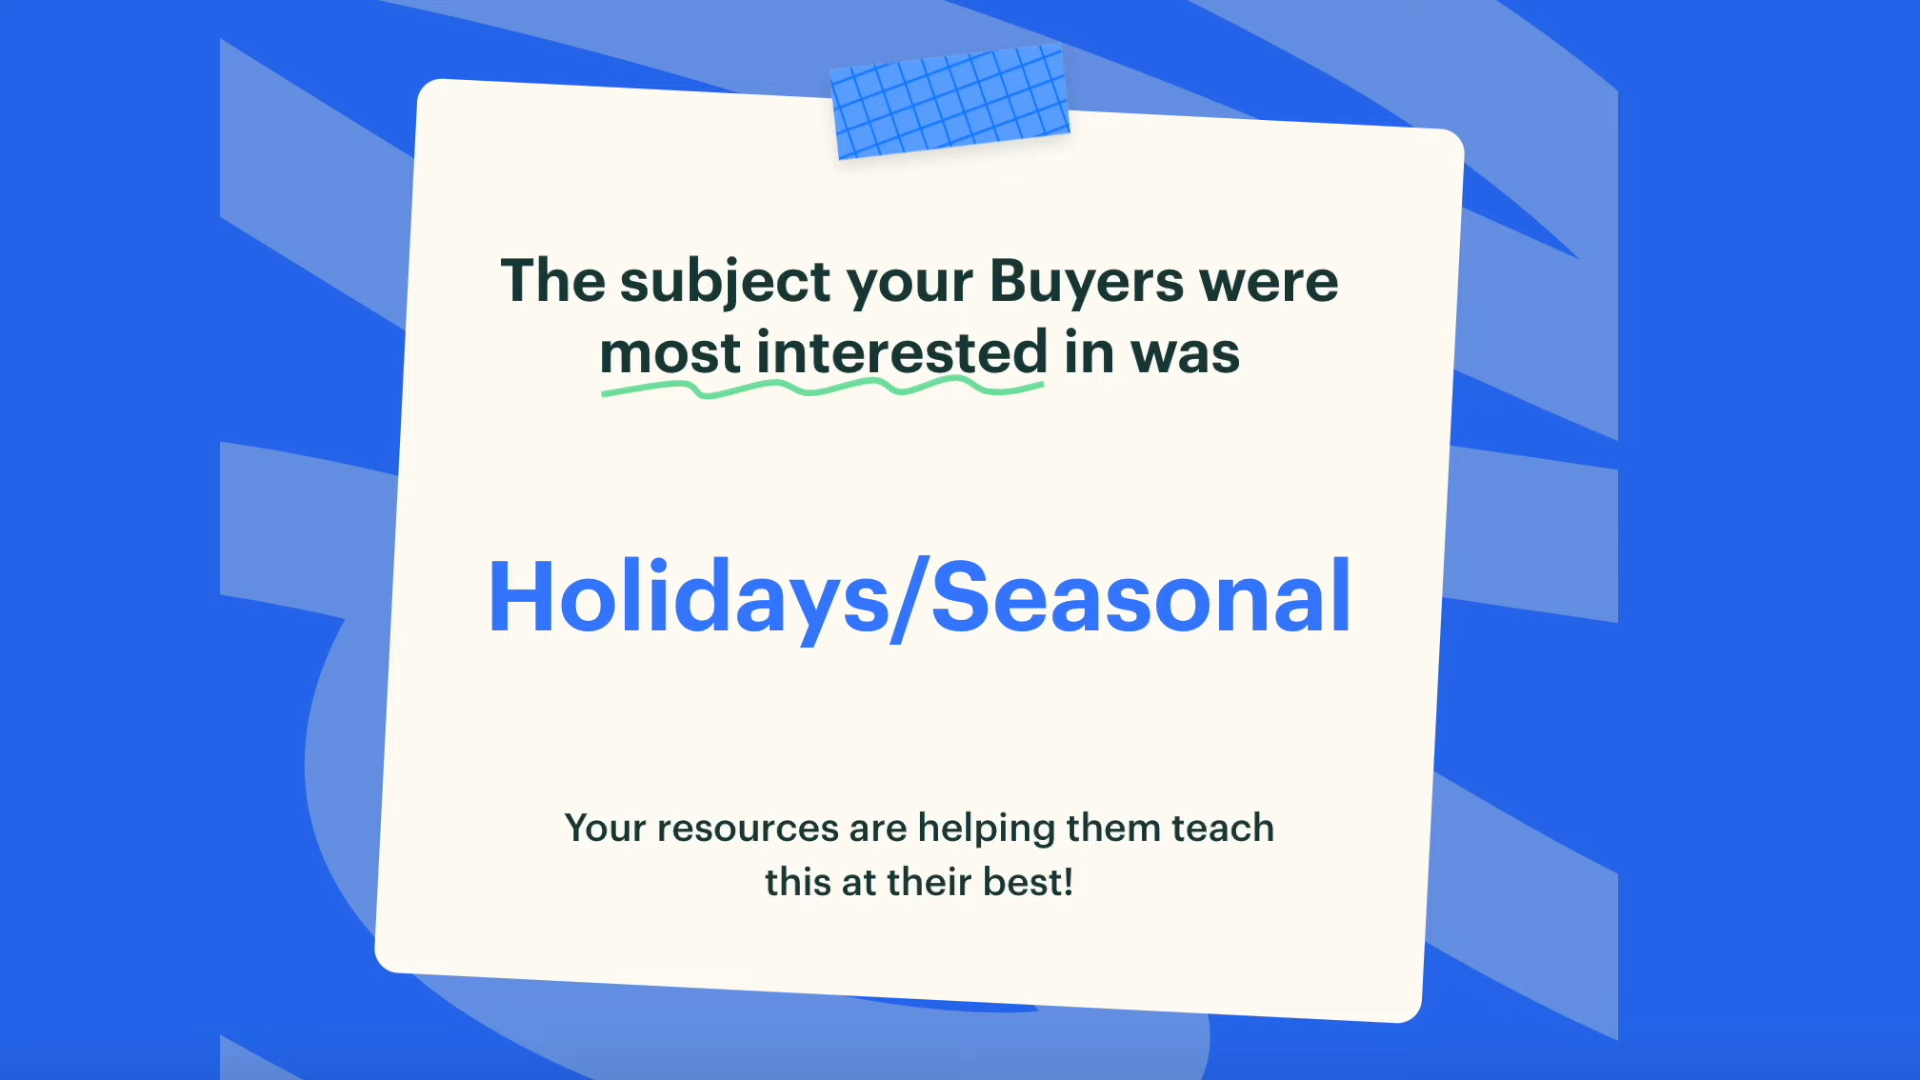 The subject your Buyers were
most interested in was
Holidays/Seasonal
Your resources are helping them teach
this at their best!